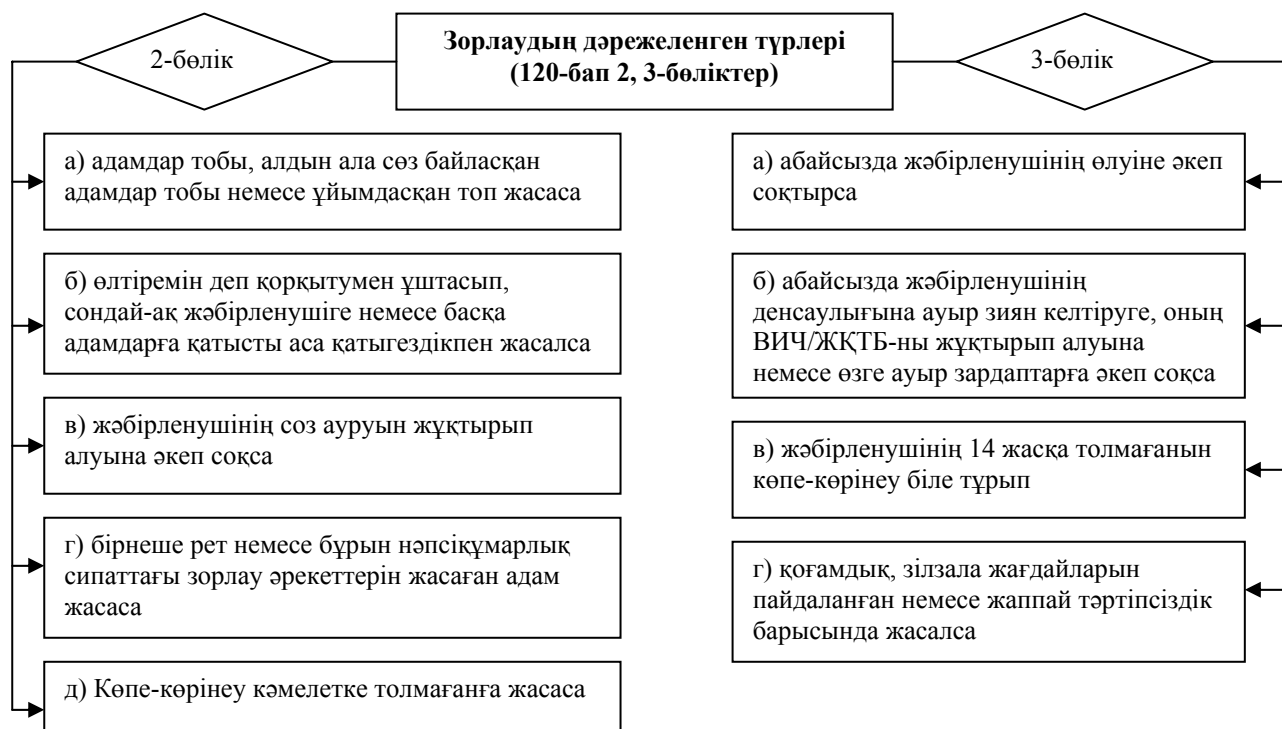 2-бөлік
Зорлаудың дәрежеленген түрлері
(120-бап 2, 3-бөліктер)
3-бөлік
а) адамдар тобы, алдын ала сөз байласқан
адамдар тобы немесе ұйымдасқан топ жасаса
б) өлтіремін деп қорқытумен ұштасып,
сондай-ақ жәбірленушіге немесе басқа
адамдарға қатысты аса қатыгездікпен жасалса
в) жәбірленушінің соз ауруын жұқтырып
алуына әкеп соқса
г) бірнеше рет немесе бұрын нәпсіқұмарлық
сипаттағы зорлау әрекеттерін жасаған адам
жасаса
д) Көпе-көрінеу кәмелетке толмағанға жасаса
а) абайсызда жәбірленушінің өлуіне әкеп
соқтырса
б) абайсызда жәбірленушінің
денсаулығына ауыр зиян келтіруге, оның
ВИЧ/ЖҚТБ-ны жұқтырып алуына
немесе өзге ауыр зардаптарға әкеп соқса
в) жәбірленушінің 14 жасқа толмағанын
көпе-көрінеу біле тұрып
г) қоғамдық, зілзала жағдайларын
пайдаланған немесе жаппай тәртіпсіздік
барысында жасалса